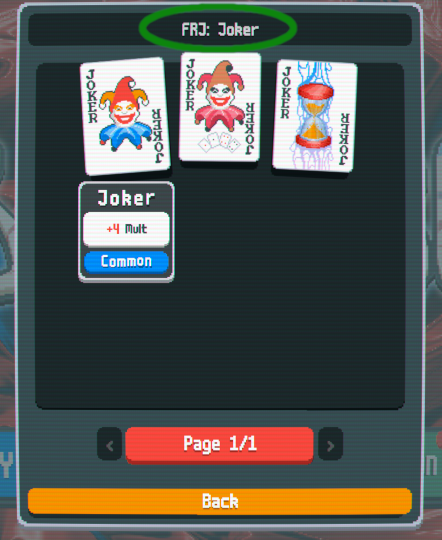 FRJ: Joker
JOKER
JOKER
JOKER
JOKER
JOKER
JOKER
Joker
+4 Mult
Common
<
Page 1/1
>
Back